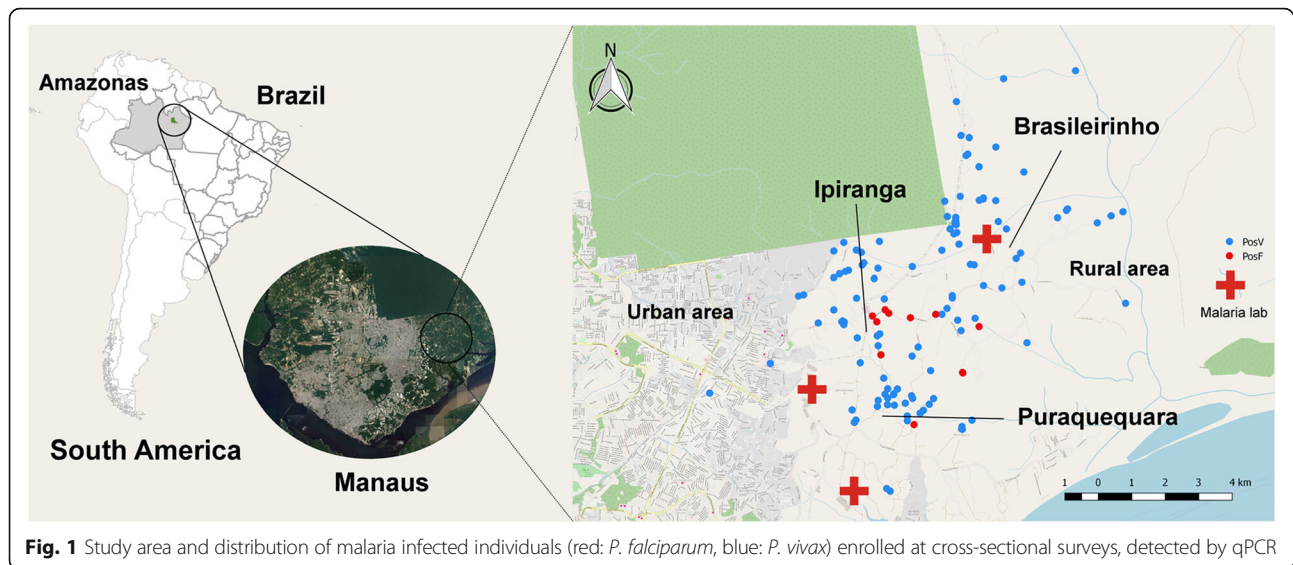 Amazonas
Brazil
South America
Manaus
N
Brasileirinho
Ipiranga
Rural area
Urban area
Puraquequara
PosV
PosF
Malaria lab
1 0 1 2 3 4 km
Fig. 1 Study area and distribution of malaria infected individuals (red: P. falciparum, blue: P. vivax) enrolled at cross-sectional surveys, detected by qPCR